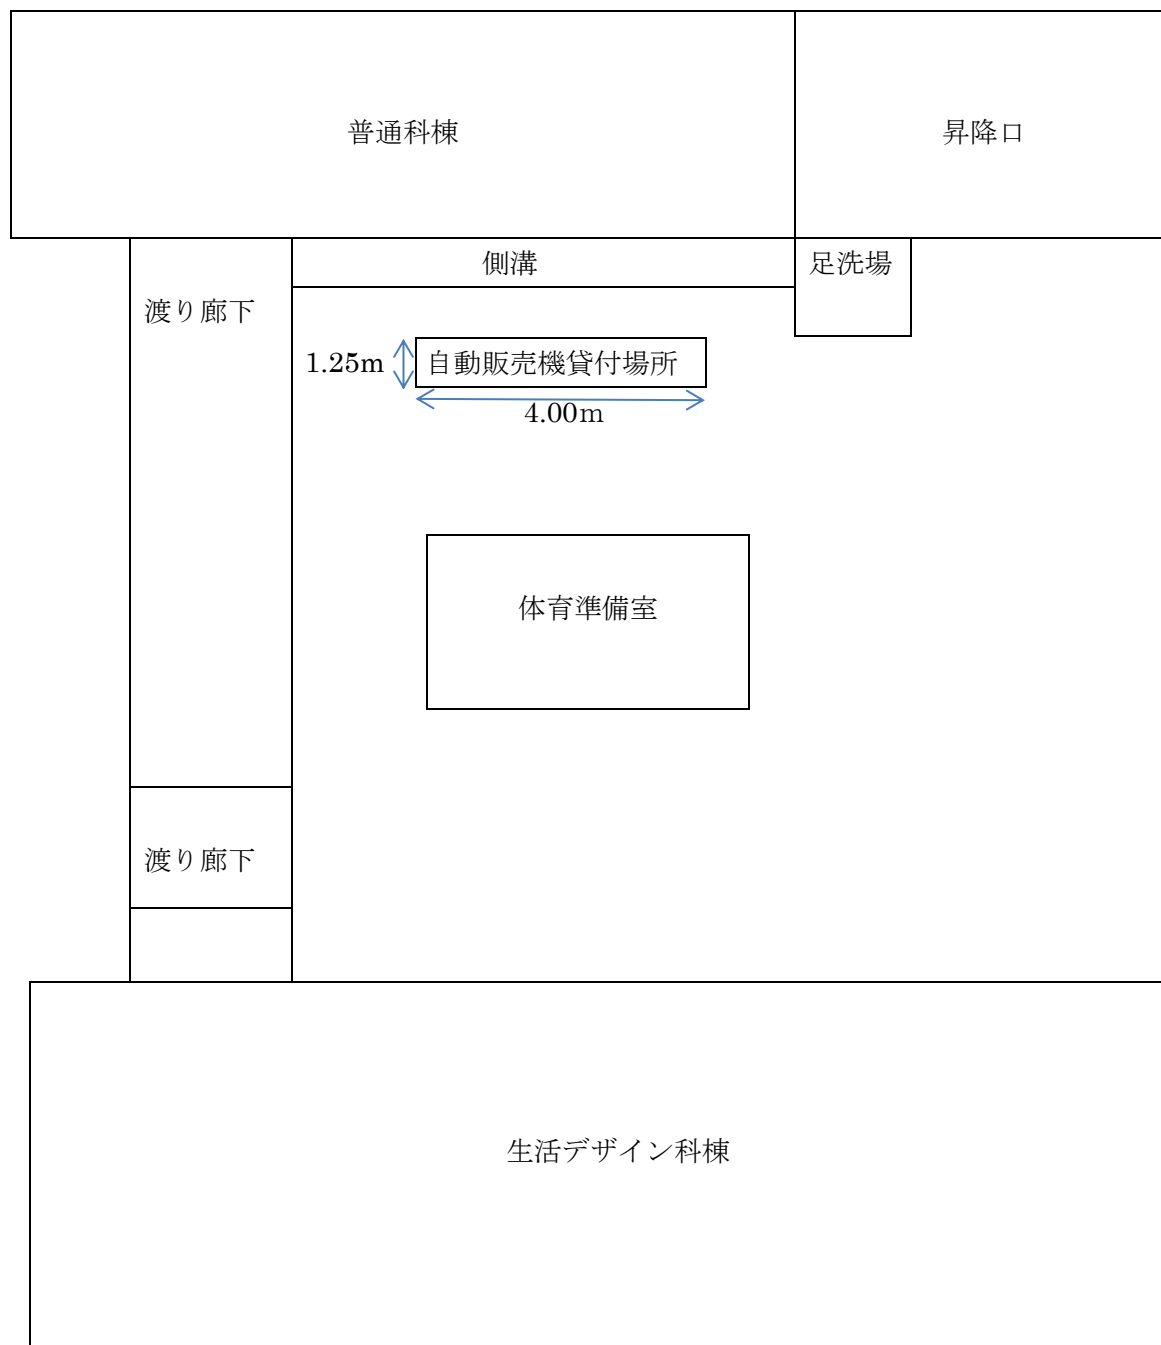 普通科棟
昇降口
側溝
足洗場
渡り廊下
1.25m
自動販売機貸付場所
4.00m
体育準備室
渡り廊下
生活デザイン科棟